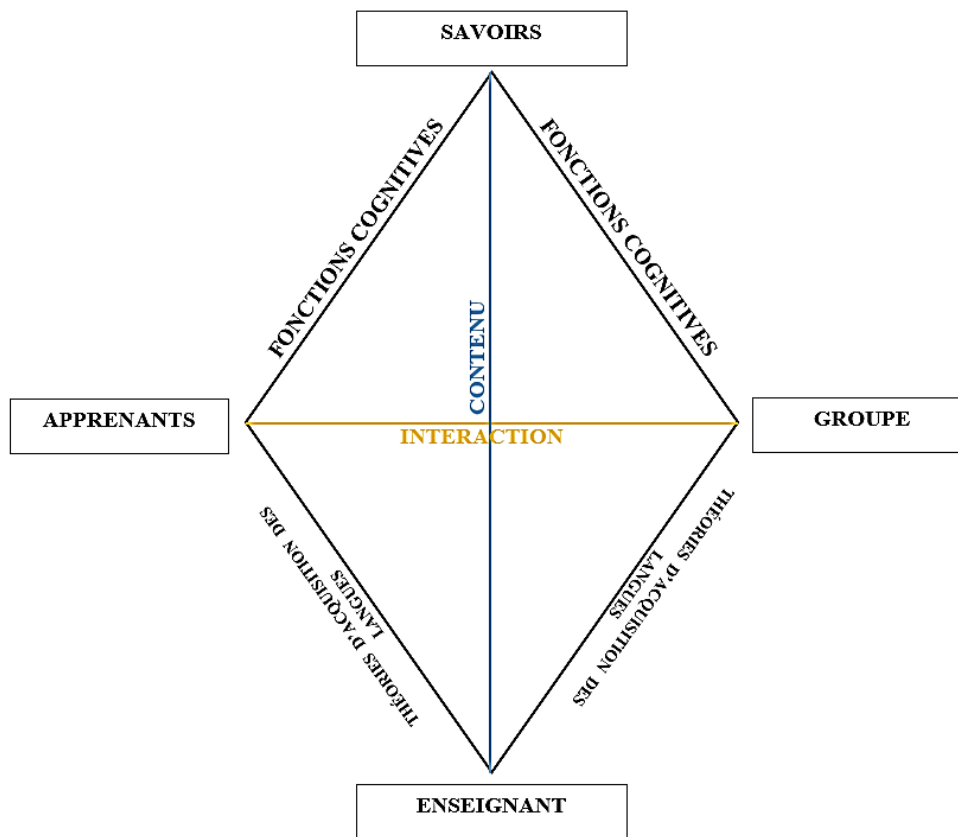 SAVOIRS
FONCTIONS COGNITIVES
FONCTIONS COGNITIVES
CONTENU
APPRENANTS
INTERACTION
GROUPE
THÉORIES D'ACQUISITION DES
LANGUES
THÉORIES D'ACQUISITION DES
LANGUES
ENSEIGNANT